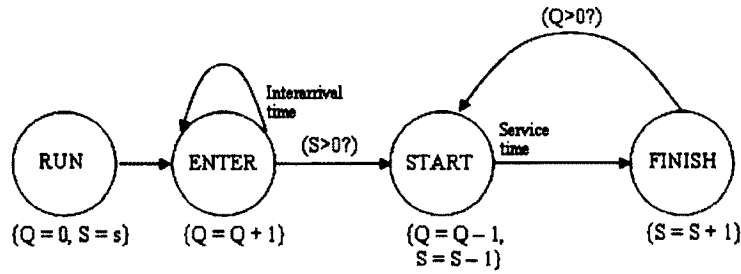 (Q>0?)
Interarrival
time
Service
time
RUN
ENTER
(S>0?)
START
FINISH
{Q = 0, S = s}
{Q = Q + 1}
{Q = Q – 1,
S = S – 1}
{S = S + 1}